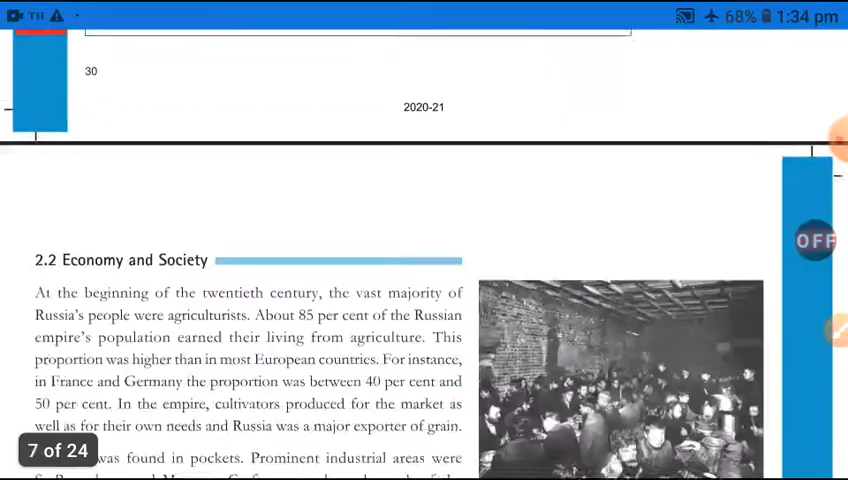 TH 68% 1:34 pm
30
2020-21
OFF
2.2 Economy and Society
At the beginning of the twentieth century, the vast majority of
Russia's people were agriculturists. About 85 per cent of the Russian
empire's population earned their living from agriculture. This
proportion was higher than in most European countries. For instance,
in France and Germany the proportion was between 40 per cent and
50 per cent. In the empire, cultivators produced for the market as
well as for their own needs and Russia was a major exporter of grain.
7 of 24
was found in pockets. Prominent industrial areas were